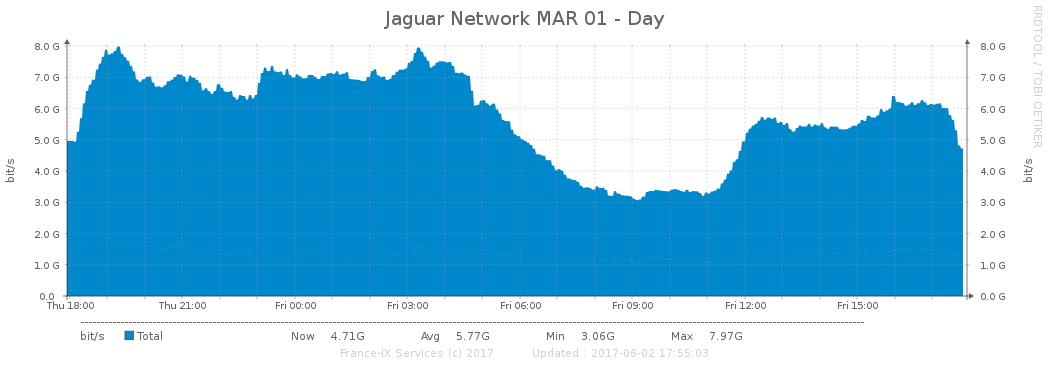 Jaguar Network MAR 01 - Day
RRDTOOL / TOBI OETIKER
bit/s
8.0 G
7.0 G
6.0 G
5.0 G
4.0 G
3.0 G
2.0 G
1.0 G
0.0
8.0 G
7.0 G
6.0 G
5.0 G
4.0 G
3.0 G
2.0 G
1.0 G
0.0 G
bit/s
Thu 18:00 Thu 21:00 Fri 00:00 Fri 03:00 Fri 06:00 Fri 09:00 Fri 12:00 Fri 15:00
bit/s Total Now 4.71G Avg 5.77G Min 3.06G Max 7.97G
France-IX Services (c) 2017 Updated : 2017-06-02 17:55:03